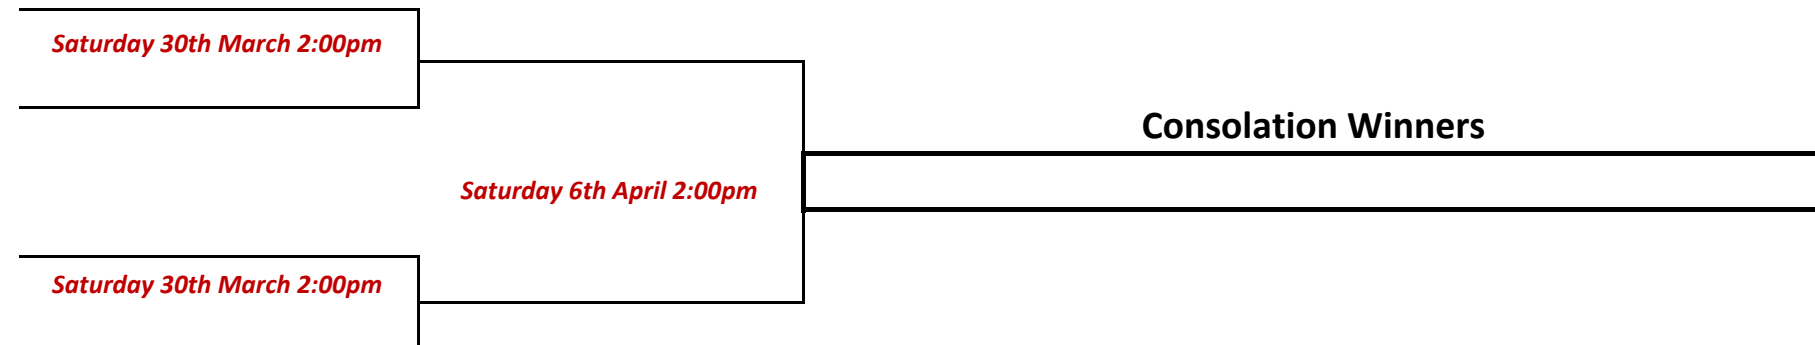 Saturday 30th March 2:00pm
Consolation Winners
Saturday 6th April 2:00pm
Saturday 30th March 2:00pm